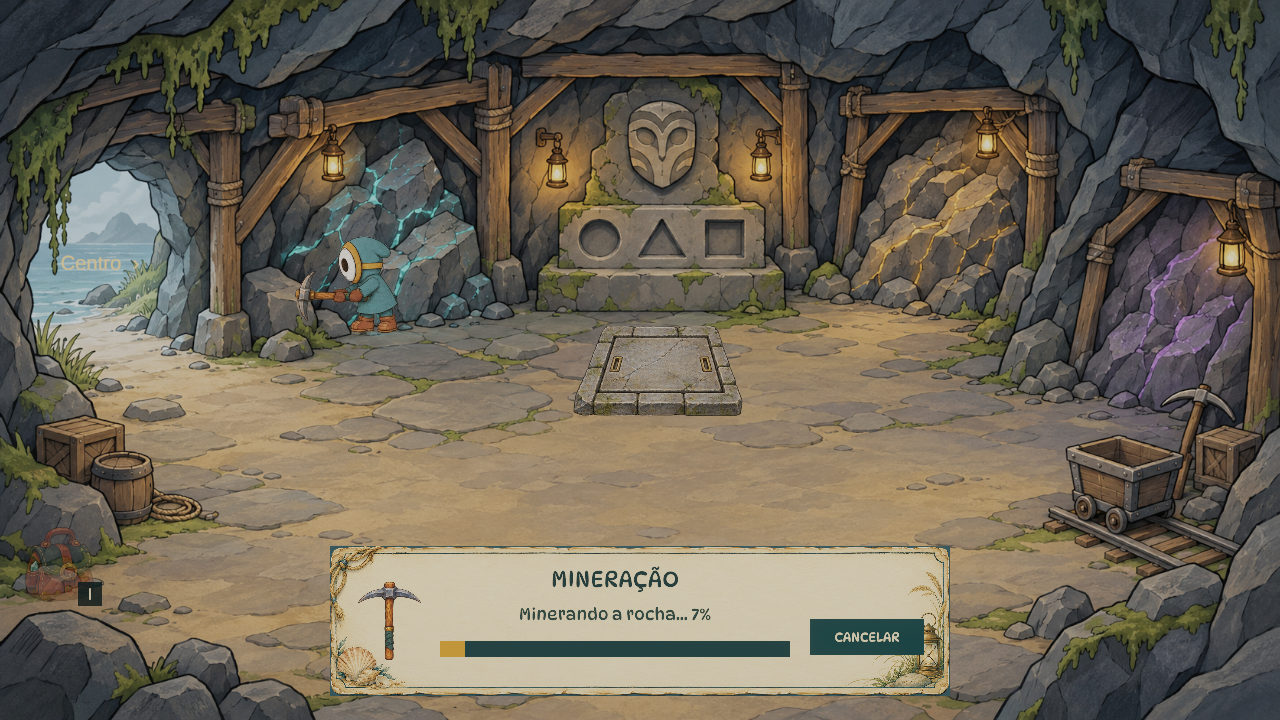 Centro >
MINERAÇÃO
Minerando a rocha... 7%
CANCELAR
I